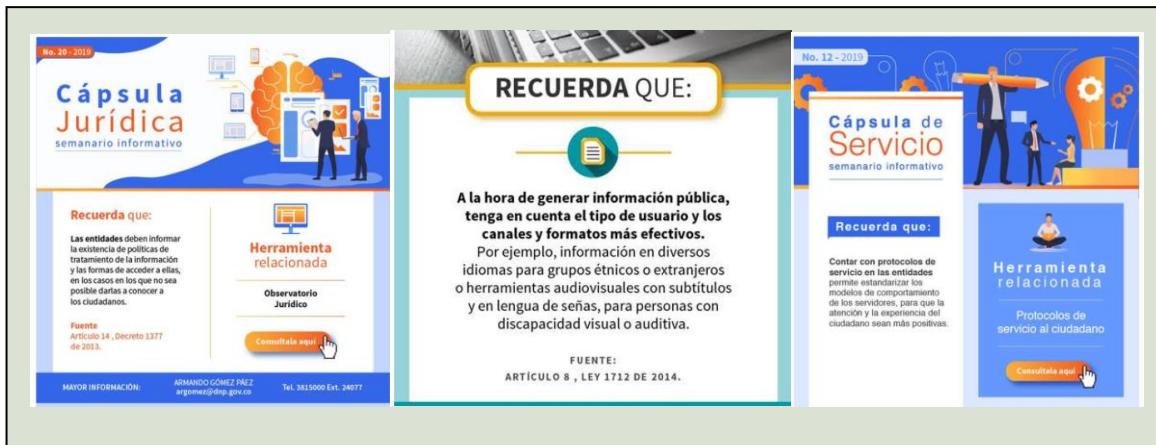 No. 20 - 2019
Cápsula
Jurídica
semanario informativo
Recuerda que:
Las entidades deben informar
la existencia de políticas de
tratamiento de la información
y las formas de acceder a ellas,
en los casos en los que no sea
posible darlas a conocer a
los ciudadanos.
Fuente
Artículo 14 , Decreto 1377
de 2013.
Herramienta
relacionada
Observatorio
Jurídico
Consúltala aquí
MAYOR INFORMACIÓN:
ARMANDO GÓMEZ PÁEZ
argomez@dnp.gov.co
Tel. 3815000 Ext. 24077
RECUERDA QUE:
A la hora de generar información pública,
tenga en cuenta el tipo de usuario y los
canales y formatos más efectivos.
Por ejemplo, información en diversos
idiomas para grupos étnicos o extranjeros
o herramientas audiovisuales con subtítulos
y en lengua de señas, para personas con
discapacidad visual o auditiva.
FUENTE:
ARTÍCULO 8 , LEY 1712 DE 2014.
No. 12 - 2019
Cápsula de
Servicio
semanario informativo
Recuerda que:
Contar con protocolos de
servicio en las entidades
permite estandarizar los
modelos de comportamiento
de los servidores, para que la
atención y la experiencia del
ciudadano sean más positivas.
Herramienta
relacionada
Protocolos de
servicio al ciudadano
Consúltala aquí